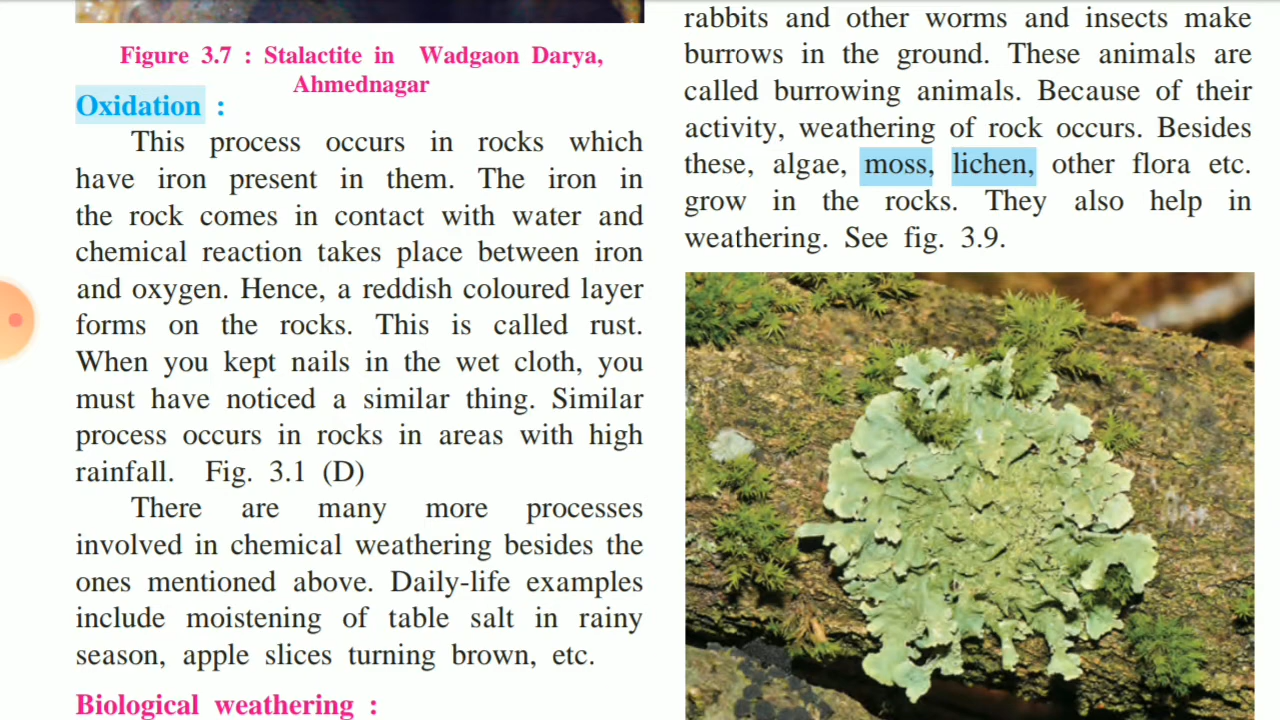 Figure 3.7 : Stalactite in Wadgaon Darya,
Ahmednagar
Oxidation :
This process occurs in rocks which
have iron present in them. The iron in
the rock comes in contact with water and
chemical reaction takes place between iron
and oxygen. Hence, a reddish coloured layer
forms on the rocks. This is called rust.
When you kept nails in the wet cloth, you
must have noticed a similar thing. Similar
process occurs in rocks in areas with high
rainfall. Fig. 3.1 (D)
There are many more processes
involved in chemical weathering besides the
ones mentioned above. Daily-life examples
include moistening of table salt in rainy
season, apple slices turning brown, etc.
Biological weathering :
rabbits and other worms and insects make
burrows in the ground. These animals are
called burrowing animals. Because of their
activity, weathering of rock occurs. Besides
these, algae, moss, lichen, other flora etc.
grow in the rocks. They also help in
weathering. See fig. 3.9.